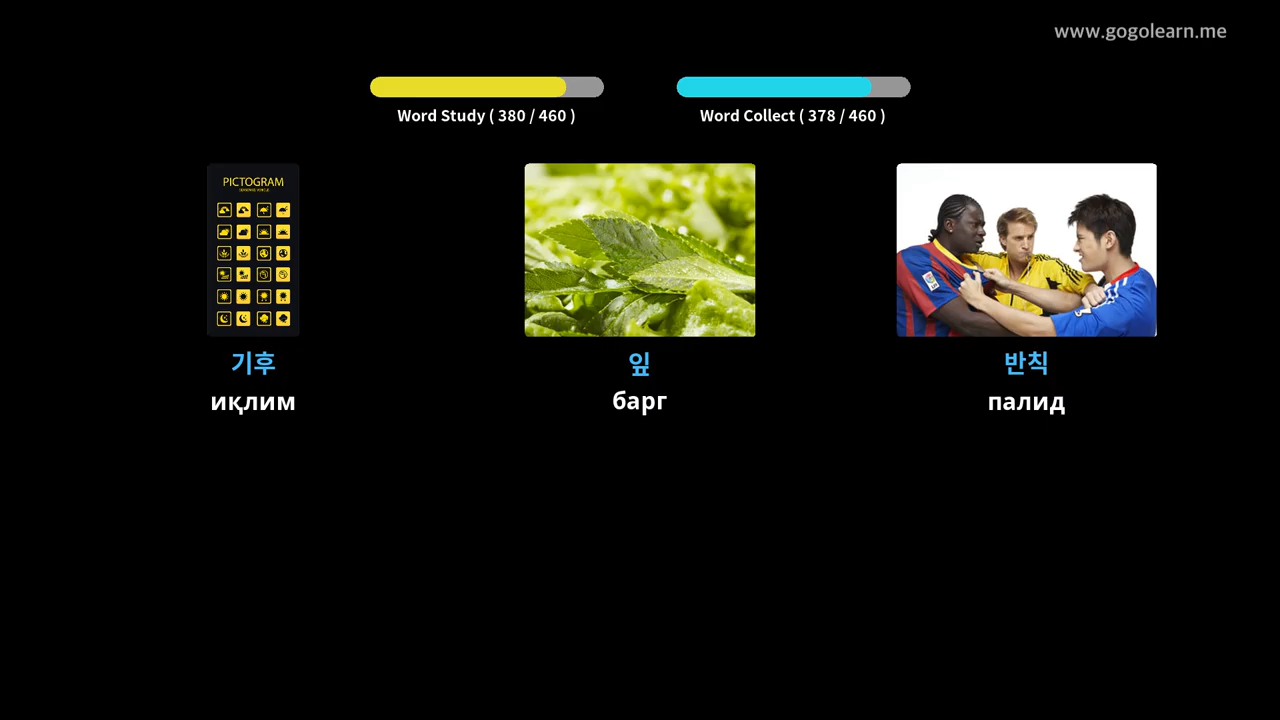 www.gogolearn.me
Word Study ( 380 / 460 )
Word Collect ( 378 / 460 )
PICTOGRAM
기후
잎
반칙
иқлим
барг
палид